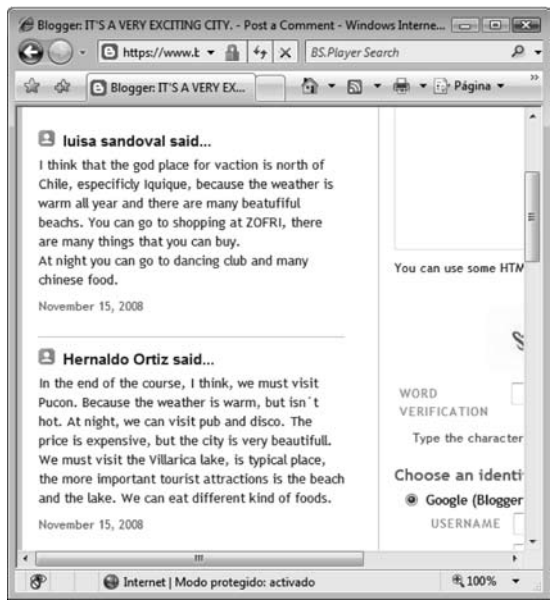 Blogger: IT'S A VERY EXCITING CITY. - Post a Comment - Windows Interne...
https://www.t
BS.Player Search
Blogger: IT'S A VERY EX...
Página
luisa sandoval said...
I think that the god place for vaction is north of
Chile, especificly Iquique, because the weather is
warm all year and there are many beatufiful
beachs. You can go to shopping at ZOFRI, there
are many things that you can buy.
At night you can go to dancing club and many
chinese food.
November 15, 2008
Hernaldo Ortiz said...
In the end of the course, I think, we must visit
Pucon. Because the weather is warm, but isn´t
hot. At night, we can visit pub and disco. The
price is expensive, but the city is very beautifull.
We must visit the Villarica lake, is typical place,
the more important tourist attractions is the beach
and the lake. We can eat different kind of foods.
November 15, 2008
You can use some HTM
WORD
VERIFICATION
Type the character
Choose an identi
Google (Blogger
USERNAME
Internet | Modo protegido: activado
100%